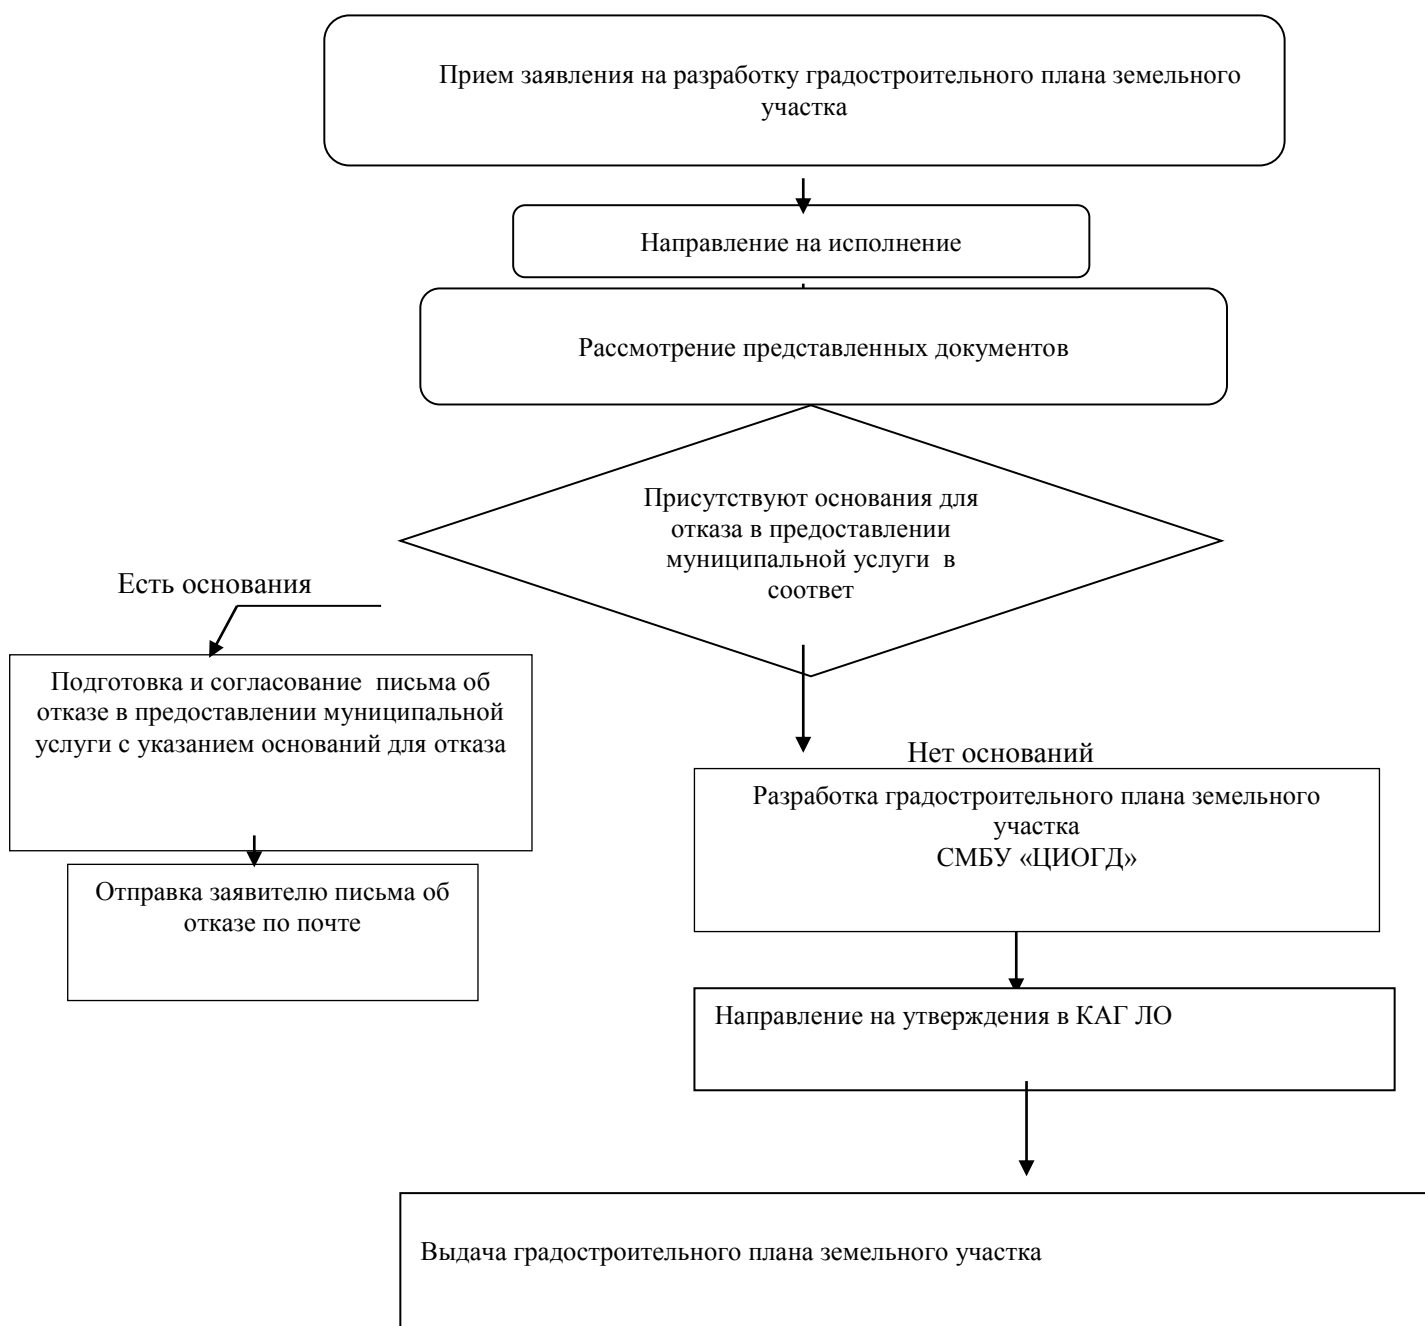 Прием заявления на разработку градостроительного плана земельного
участка
Направление на исполнение
Рассмотрение представленных документов
Присутствуют основания для
отказа в предоставлении
муниципальной услуги в
соответ
Есть основания
Подготовка и согласование письма об
отказе в предоставлении муниципальной
услуги с указанием оснований для отказа
Отправка заявителю письма об
отказе по почте
Нет оснований
Разработка градостроительного плана земельного
участка
СМБУ «ЦИОГД»
Направление на утверждения в КАГ ЛО
Выдача градостроительного плана земельного участка